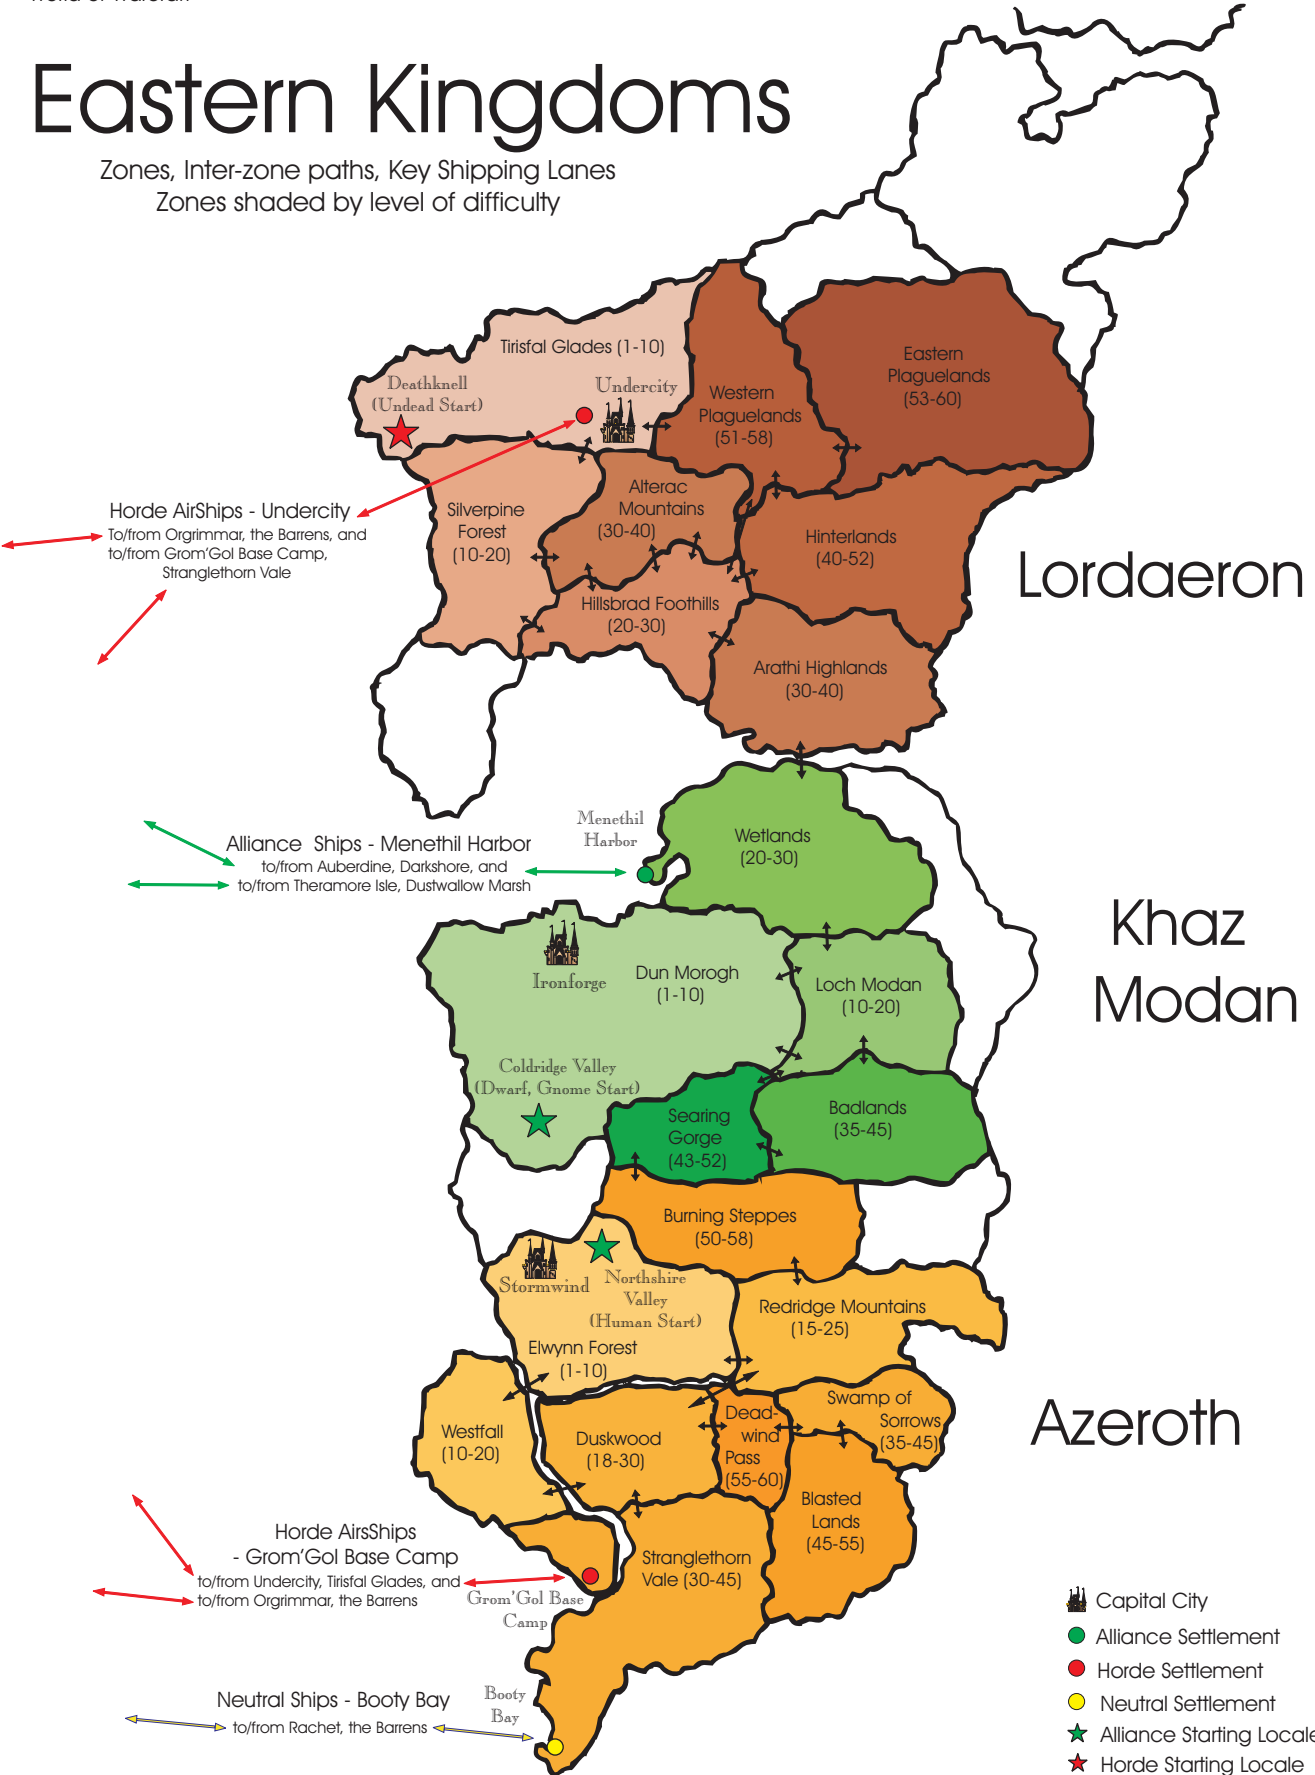 Eastern Kingdoms
Zones, Inter-zone paths, Key Shipping Lanes
Zones shaded by level of difficulty
Tirisfal Glades (1-10)
Deathknell
(Undead Start)
Undercity
Western
Plaguelands
(51-58)
Eastern
Plaguelands
(53-60)
Horde AirShips - Undercity
To/from Orgrimmar, the Barrens, and
to/from Grom'Gol Base Camp,
Stranglethorn Vale
Silverpine
Forest
(10-20)
Alterac
Mountains
(30-40)
Hinterlands
(40-52)
Lordaeron
Hillsbrad Foothills
(20-30)
Arathi Highlands
(30-40)
Menethil
Harbor
Alliance Ships - Menethil Harbor
to/from Auberdine, Darkshore, and
to/from Theramore Isle, Dustwallow Marsh
Wetlands
(20-30)
Khaz
Modan
Ironforge
Dun Morogh
(1-10)
Loch Modan
(10-20)
Coldridge Valley
(Dwarf, Gnome Start)
Searing
Gorge
(43-52)
Badlands
(35-45)
Burning Steppes
(50-58)
Stormwind
Northshire
Valley
(Human Start)
Elwynn Forest
(1-10)
Redridge Mountains
(15-25)
Westfall
(10-20)
Duskwood
(18-30)
Dead-
wind
Pass
(55-60)
Swamp of
Sorrows
(35-45)
Azeroth
Blasted
Lands
(45-55)
Horde AirsShips
- Grom'Gol Base Camp
to/from Undercity, Tirisfal Glades, and
to/from Orgrimmar, the Barrens
Grom'Gol Base
Camp
Stranglethorn
Vale (30-45)
Neutral Ships - Booty Bay
to/from Rachet, the Barrens
Booty
Bay
Capital City
Alliance Settlement
Horde Settlement
Neutral Settlement
Alliance Starting Locale
Horde Starting Locale